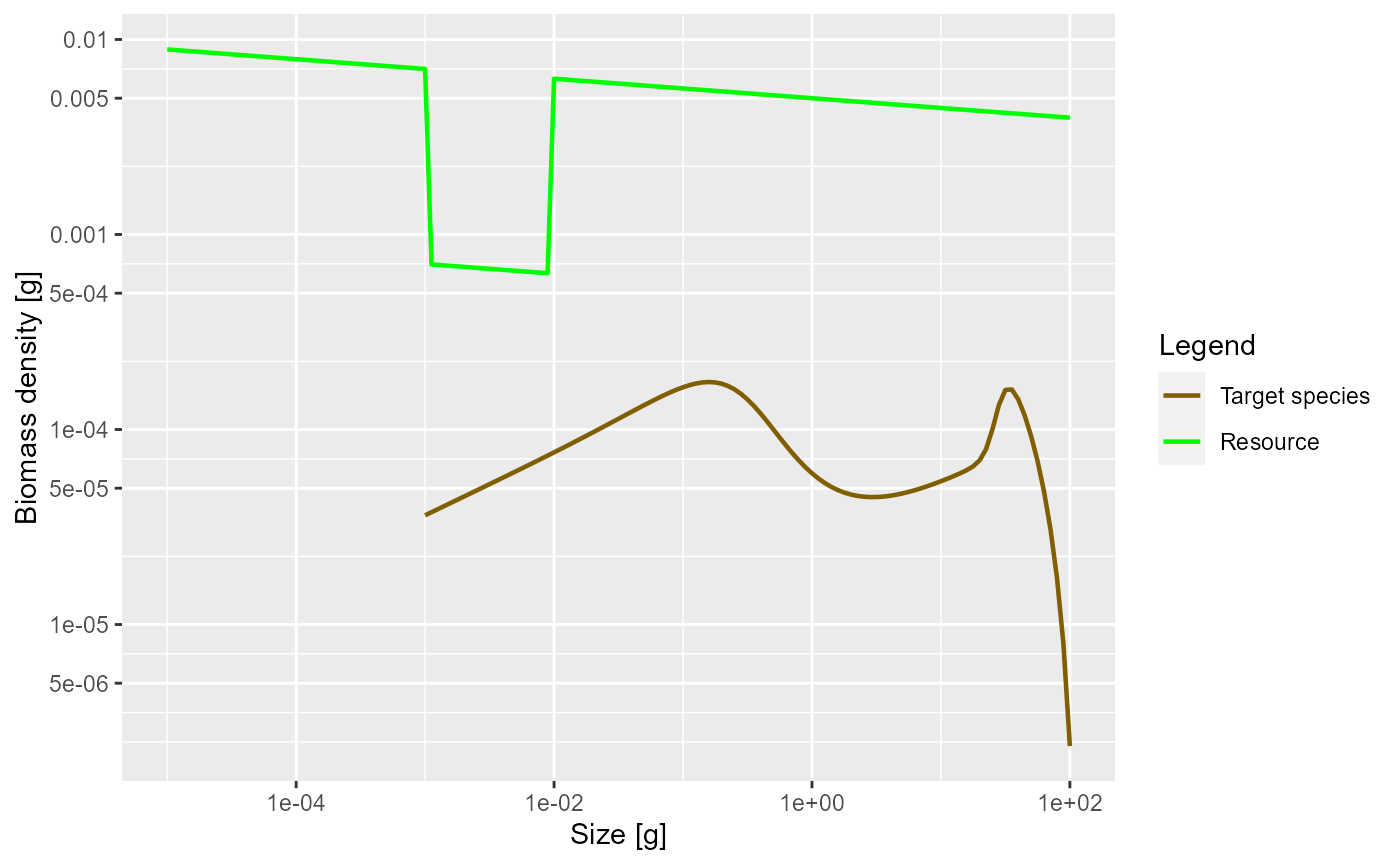 0.01
0.005
0.001
5e-04
1e-04
5e-05
1e-05
5e-06
Biomass density [g]
1e-04
1e-02
1e+00
1e+02
Size [g]
Legend
Target species
Resource